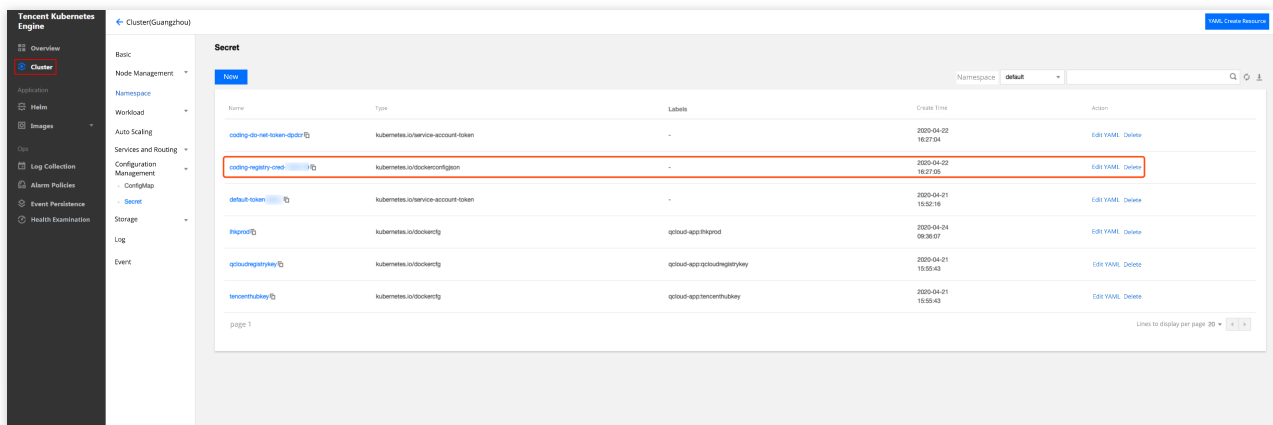 Tencent Kubernetes
Engine
Overview
Cluster
Application
Helm
Images
Ops
Log Collection
Alarm Policies
Event Persistence
Health Examination
Cluster(Guangzhou)
YAML Create Resource
Basic
Node Management
Namespace
Workload
Auto Scaling
Services and Routing
Configuration
Management
ConfigMap
Secret
Storage
Log
Event
Secret
New
Namespace default
Name Type Labels Create Time Action
coding-do-net-token-dpdcr kubernetes.io/service-account-token - 2020-04-22 Edit YAML Delete
16:27:04
coding-registry-cred- kubernetes.io/dockerconfigjson - 2020-04-22 Edit YAML Delete
16:27:05
default-token kubernetes.io/service-account-token - 2020-04-21 Edit YAML Delete
15:52:16
lhkprod kubernetes.io/dockercfg qcloud-app:lhkprod 2020-04-24 Edit YAML Delete
09:36:07
qcloudregistrykey kubernetes.io/dockercfg qcloud-app:qcloudregistrykey 2020-04-21 Edit YAML Delete
15:55:43
tencenthubkey kubernetes.io/dockercfg qcloud-app:tencenthubkey 2020-04-21 Edit YAML Delete
15:55:43
page 1 Lines to display per page 20